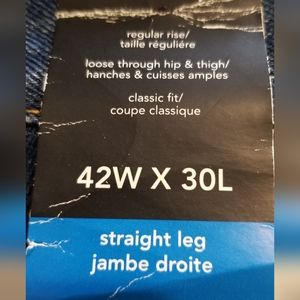 regular rise/
taille régulière
loose through hip & thigh/
hanches & cuisses amples
classic fit/
coupe classique
42W X 30L
straight leg
jambe droite